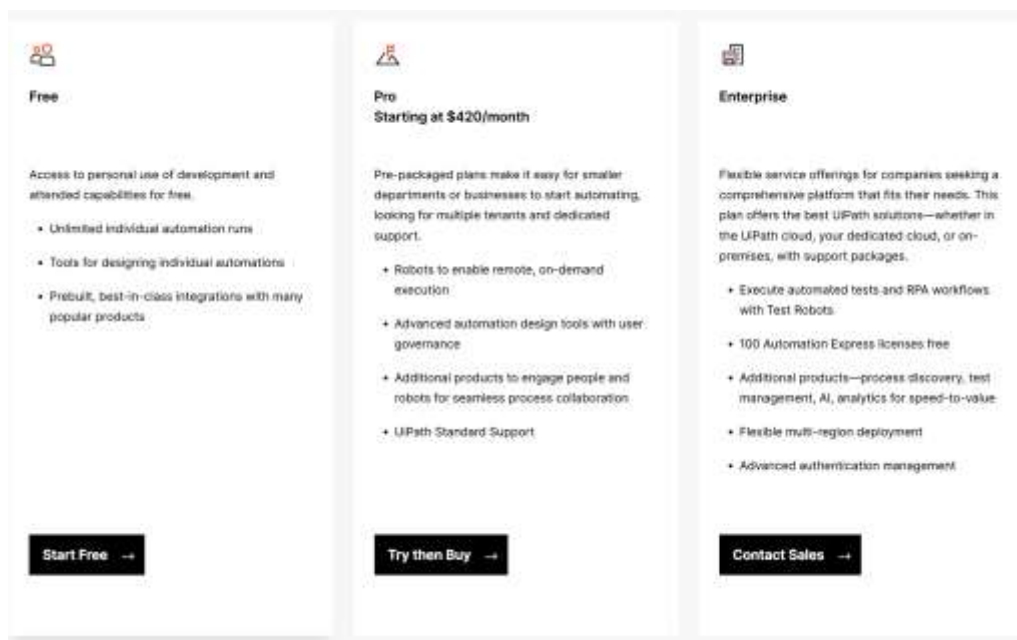 Free
Access to personal use of development and
attended capabilities for free.
• Unlimited individual automation runs
• Tools for designing individual automations
• Prebuilt, best-in-class integrations with many
popular products
Start Free →
Pro
Starting at $420/month
Pre-packaged plans make it easy for smaller
departments or businesses to start automating,
looking for multiple tenants and dedicated
support.
• Robots to enable remote, on-demand
execution
• Advanced automation design tools with user
governance
• Additional products to engage people and
robots for seamless process collaboration
• UiPath Standard Support
Try then Buy →
Enterprise
Flexible service offerings for companies seeking a
comprehensive platform that fits their needs. This
plan offers the best UiPath solutions—whether in
the UiPath cloud, your dedicated cloud, or on-
premises, with support packages.
• Execute automated tests and RPA workflows
with Test Robots
• 100 Automation Express licenses free
• Additional products—process discovery, test
management, AI, analytics for speed-to-value
• Flexible multi-region deployment
• Advanced authentication management
Contact Sales →